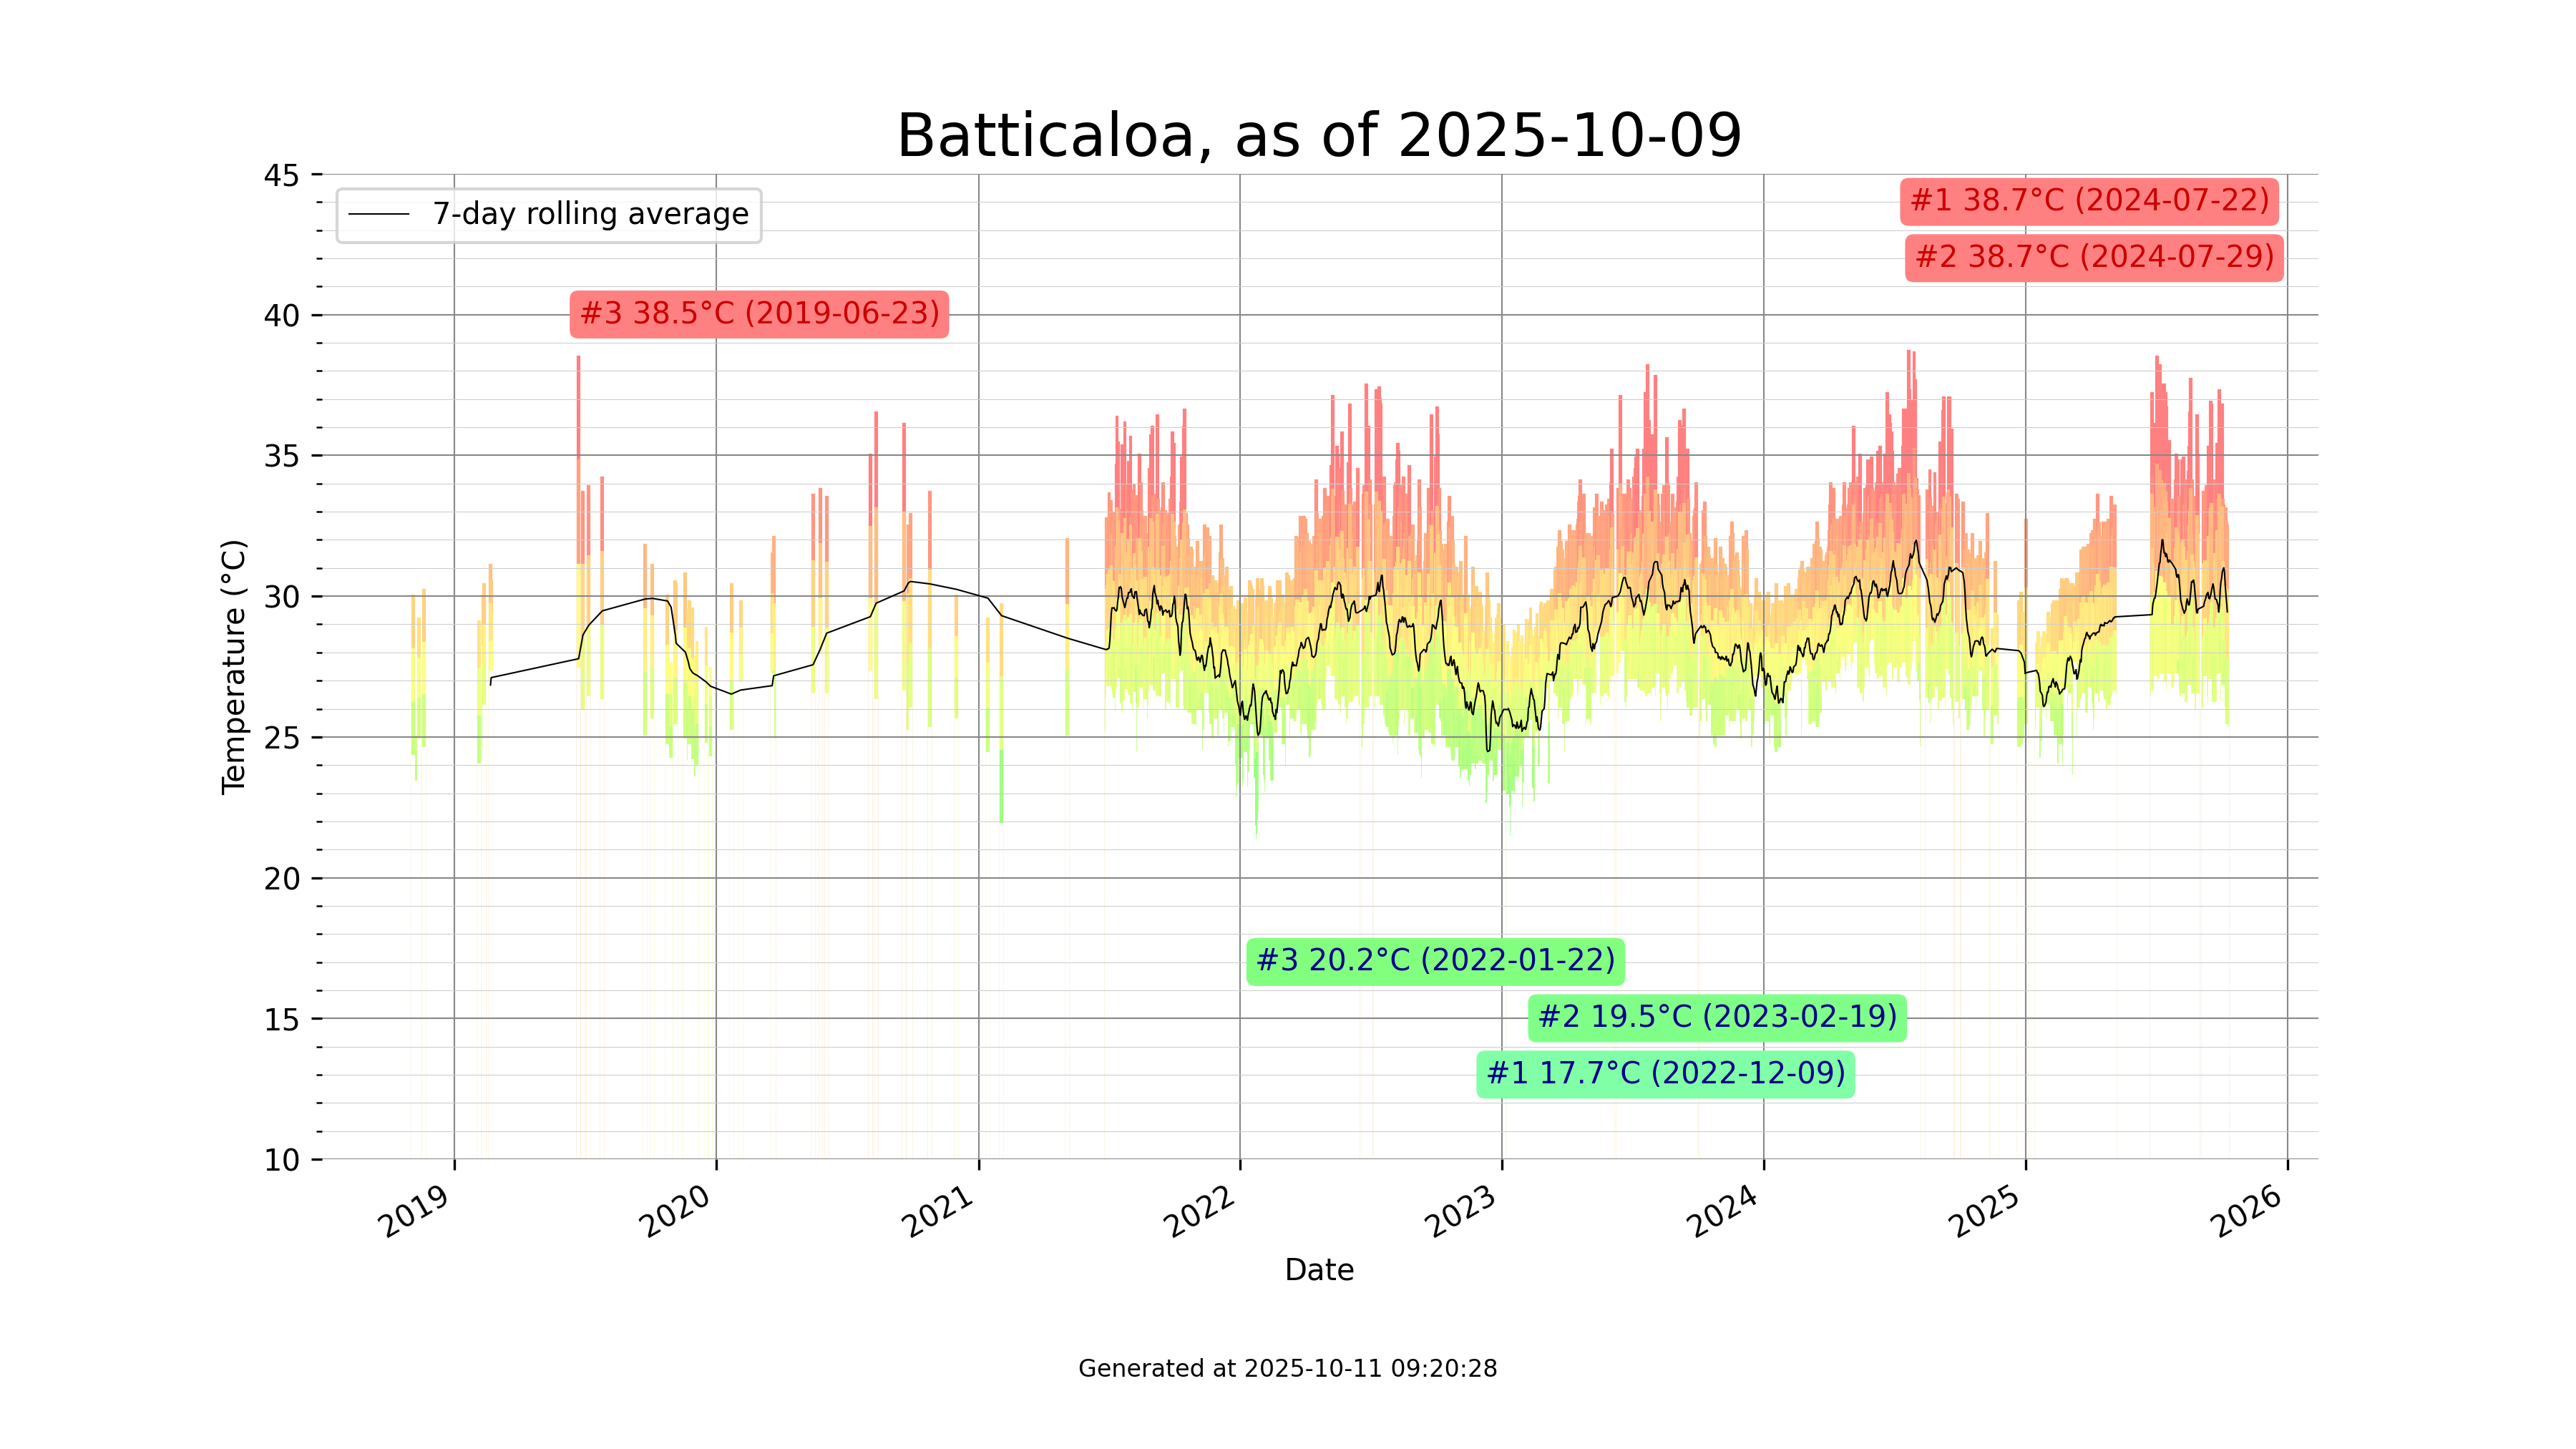 Batticaloa, as of 2025-10-09
45
40
35
30
25
20
15
10
Temperature (°C)
7-day rolling average
#1 38.7°C (2024-07-22)
#2 38.7°C (2024-07-29)
#3 38.5°C (2019-06-23)
#3 20.2°C (2022-01-22)
#2 19.5°C (2023-02-19)
#1 17.7°C (2022-12-09)
2019 2020 2021 2022 2023 2024 2025 2026
Date
Generated at 2025-10-11 09:20:28